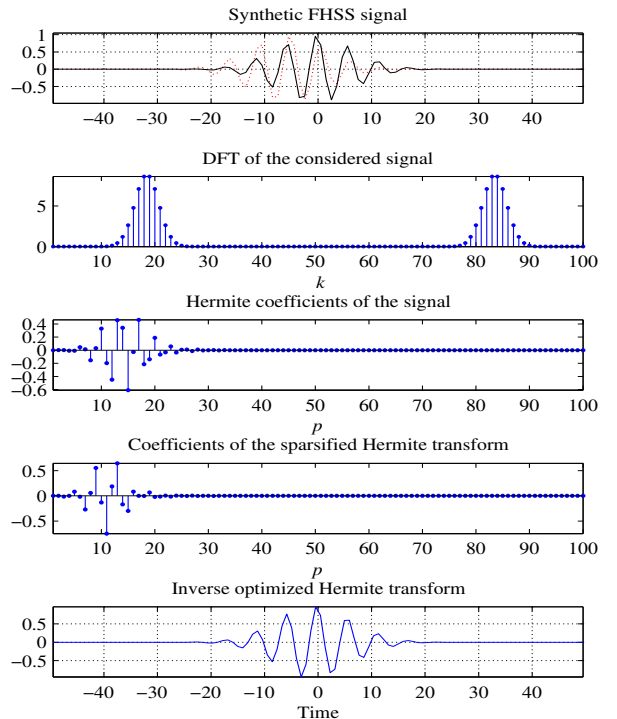 Synthetic FHSS signal
1
0.5
0
−0.5
−40 −30 −20 −10 0 10 20 30 40
DFT of the considered signal
5
0
10 20 30 40 50 60 70 80 90 100
k
Hermite coefficients of the signal
0.4
0.2
0
−0.2
−0.4
−0.6
10 20 30 40 50 60 70 80 90 100
p
Coefficients of the sparsified Hermite transform
0.5
0
−0.5
10 20 30 40 50 60 70 80 90 100
p
Inverse optimized Hermite transform
0.5
0
−0.5
−40 −30 −20 −10 0 10 20 30 40
Time